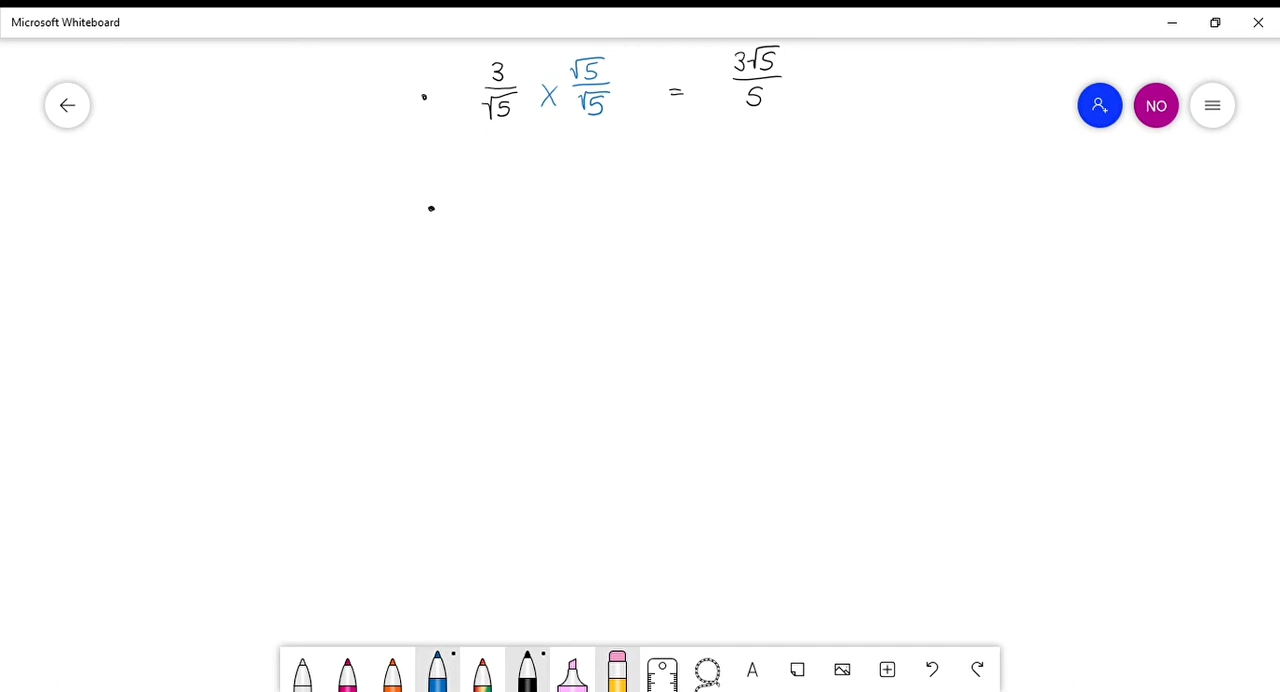 Microsoft Whiteboard
• 3/√5 × √5/√5 = 3√5/5
•
NO
A